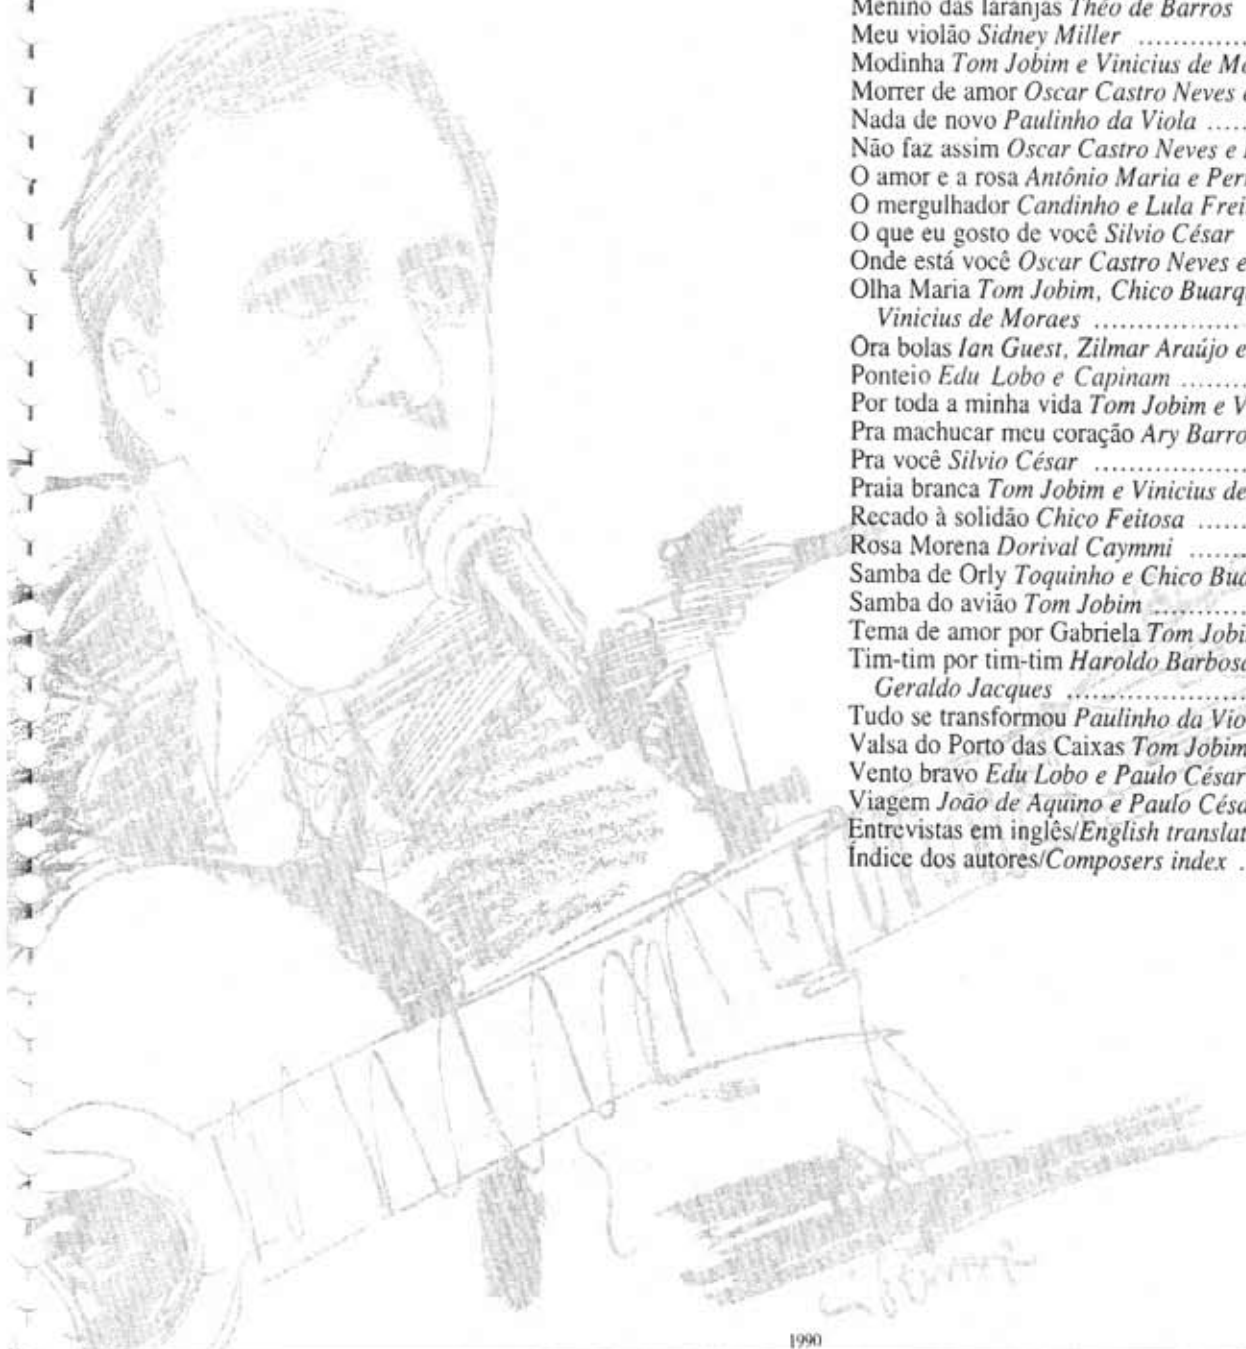 Menino das laranjas Théo de Barros
Meu violão Sidney Miller ..............
Modinha Tom Jobim e Vinicius de
Morrer de amor Oscar Castro Neves
Nada de novo Paulinho da Viola .....
Não faz assim Oscar Castro Neves e
O amor e a rosa Antônio Maria e
O mergulhador Candinho e Lula
O que eu gosto de você Silvio César
Onde está você Oscar Castro Neves e
Olha Maria Tom Jobim, Chico
Vinicius de Moraes ..................
Ora bolas Ian Guest, Zilmar Araújo e
Ponteio Edu Lobo e Capinam .........
Por toda a minha vida Tom Jobim e
Pra machucar meu coração Ary
Pra você Silvio César ...................
Praia branca Tom Jobim e Vinicius de
Recado à solidão Chico Feitosa .......
Rosa Morena Dorival Caymmi ........
Samba de Orly Toquinho e Chico
Samba do avião Tom Jobim ............
Tema de amor por Gabriela Tom
Tim-tim por tim-tim Haroldo
Geraldo Jacques .....................
Tudo se transformou Paulinho da
Valsa do Porto das Caixas Tom Jobim
Vento bravo Edu Lobo e Paulo César
Viagem João de Aquino e Paulo
Entrevistas em inglês/English
Índice dos autores/Composers index .
1990